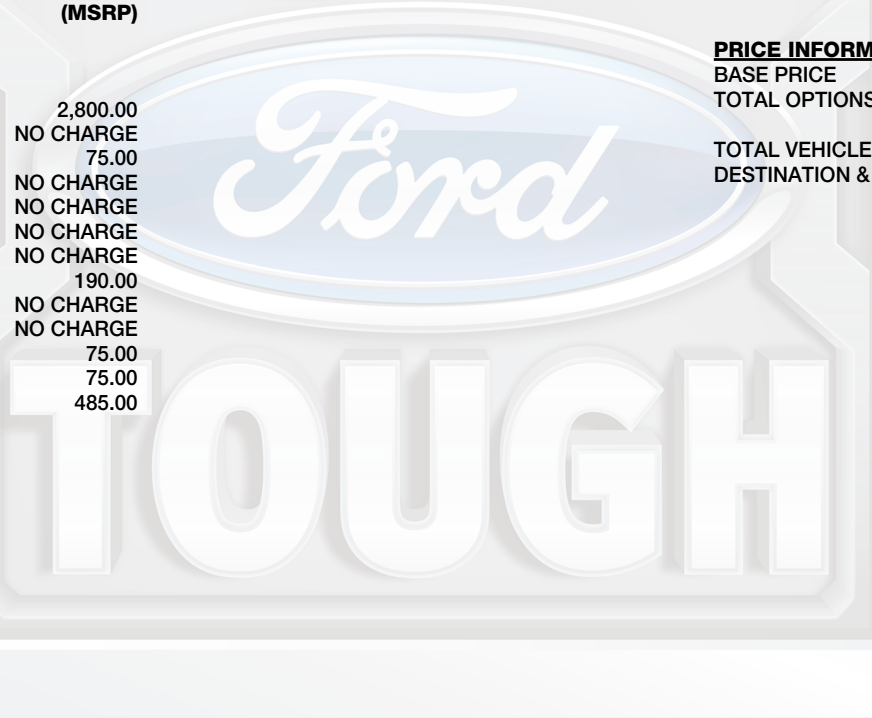 (MSRP)
2,800.00
NO CHARGE
75.00
NO CHARGE
NO CHARGE
NO CHARGE
NO CHARGE
190.00
NO CHARGE
NO CHARGE
75.00
75.00
485.00
PRICE INFORM
BASE PRICE
TOTAL OPTIONS
TOTAL VEHICLE
DESTINATION &
Ford
TOUGH